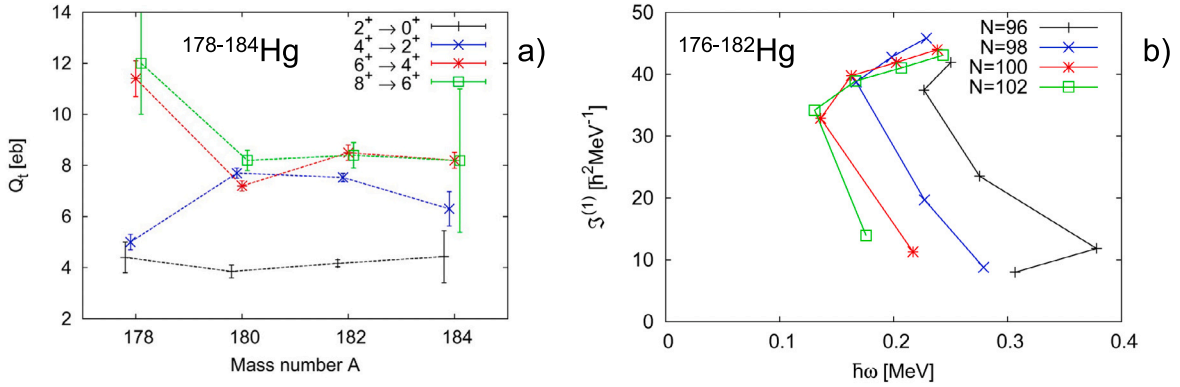 14
12
10
8
6
4
2
Qt [eb]
178-184Hg
2+ → 0+
4+ → 2+
6+ → 4+
8+ → 6+
a)
178
180
182
184
Mass number A
50
40
30
20
10
0
ℑ(1) [ħ2MeV-1]
176-182Hg
N=96
N=98
N=100
N=102
b)
0
0.1
0.2
0.3
0.4
ħω [MeV]